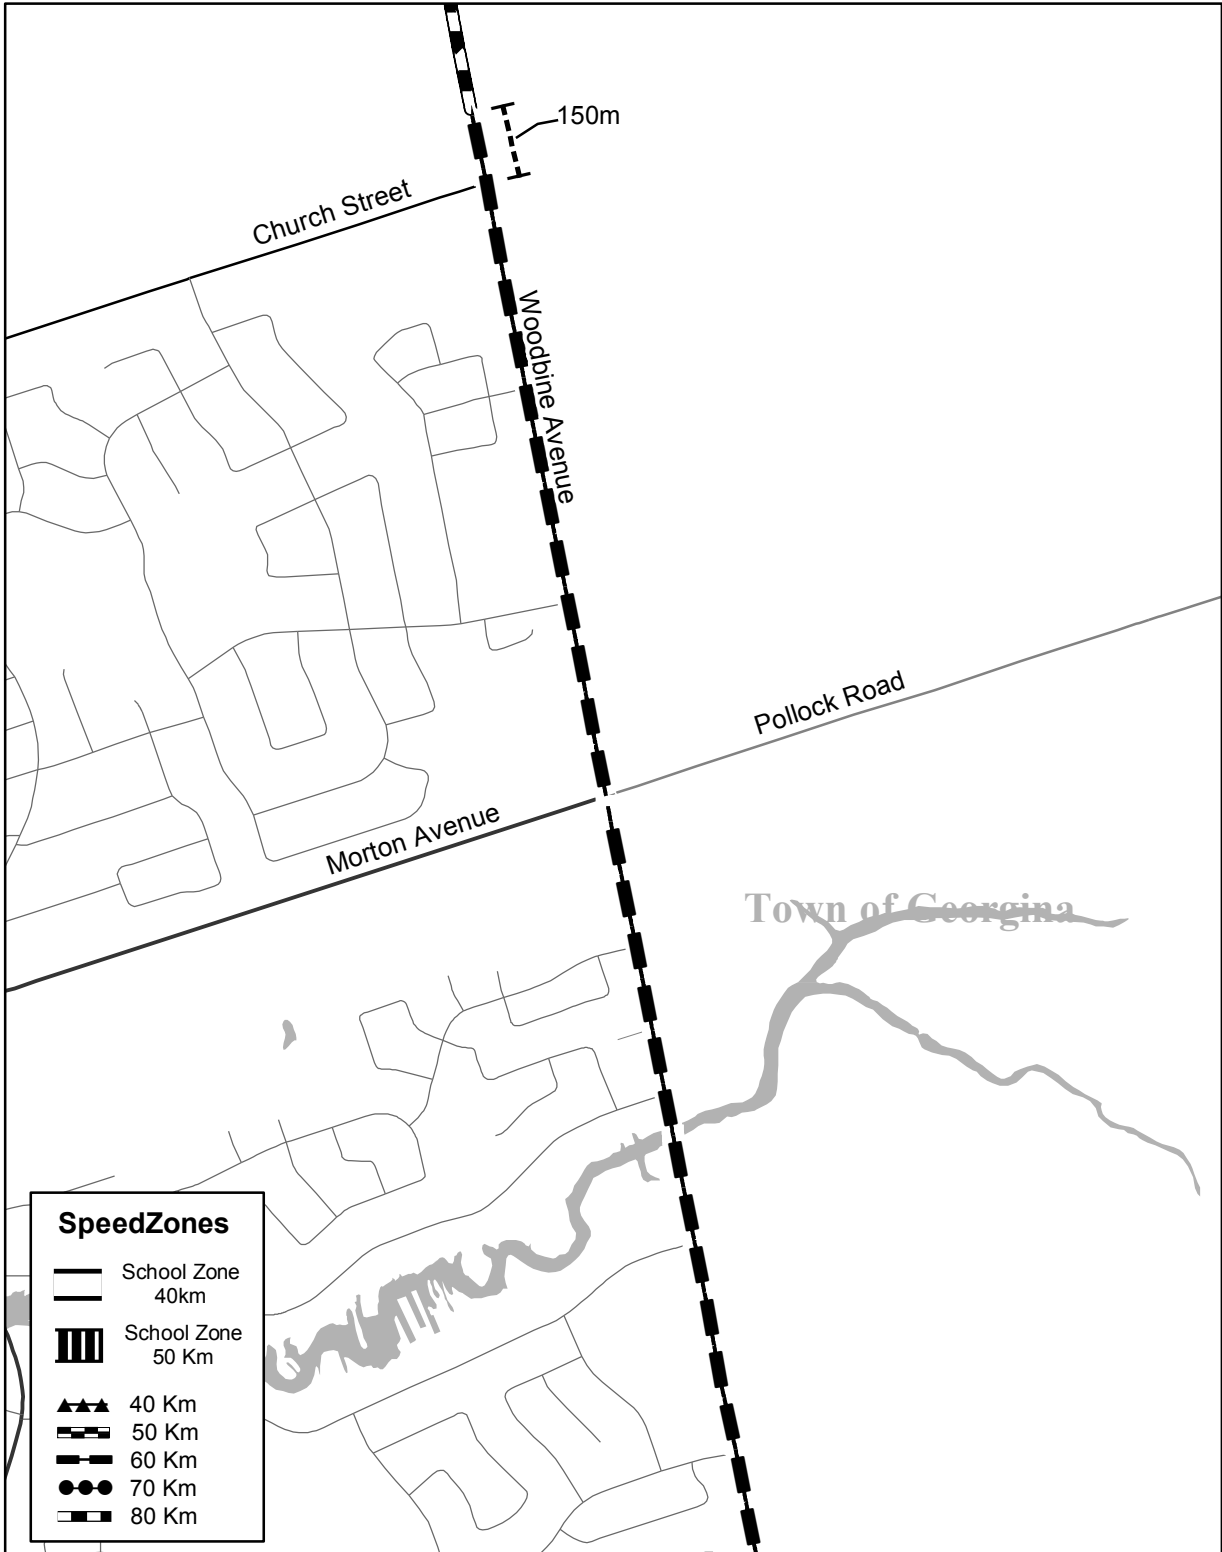 150m
Church Street
Woodbine Avenue
Pollock Road
Morton Avenue
Town of Georgina
SpeedZones
School Zone
40km
School Zone
50 Km
40 Km
50 Km
60 Km
70 Km
80 Km